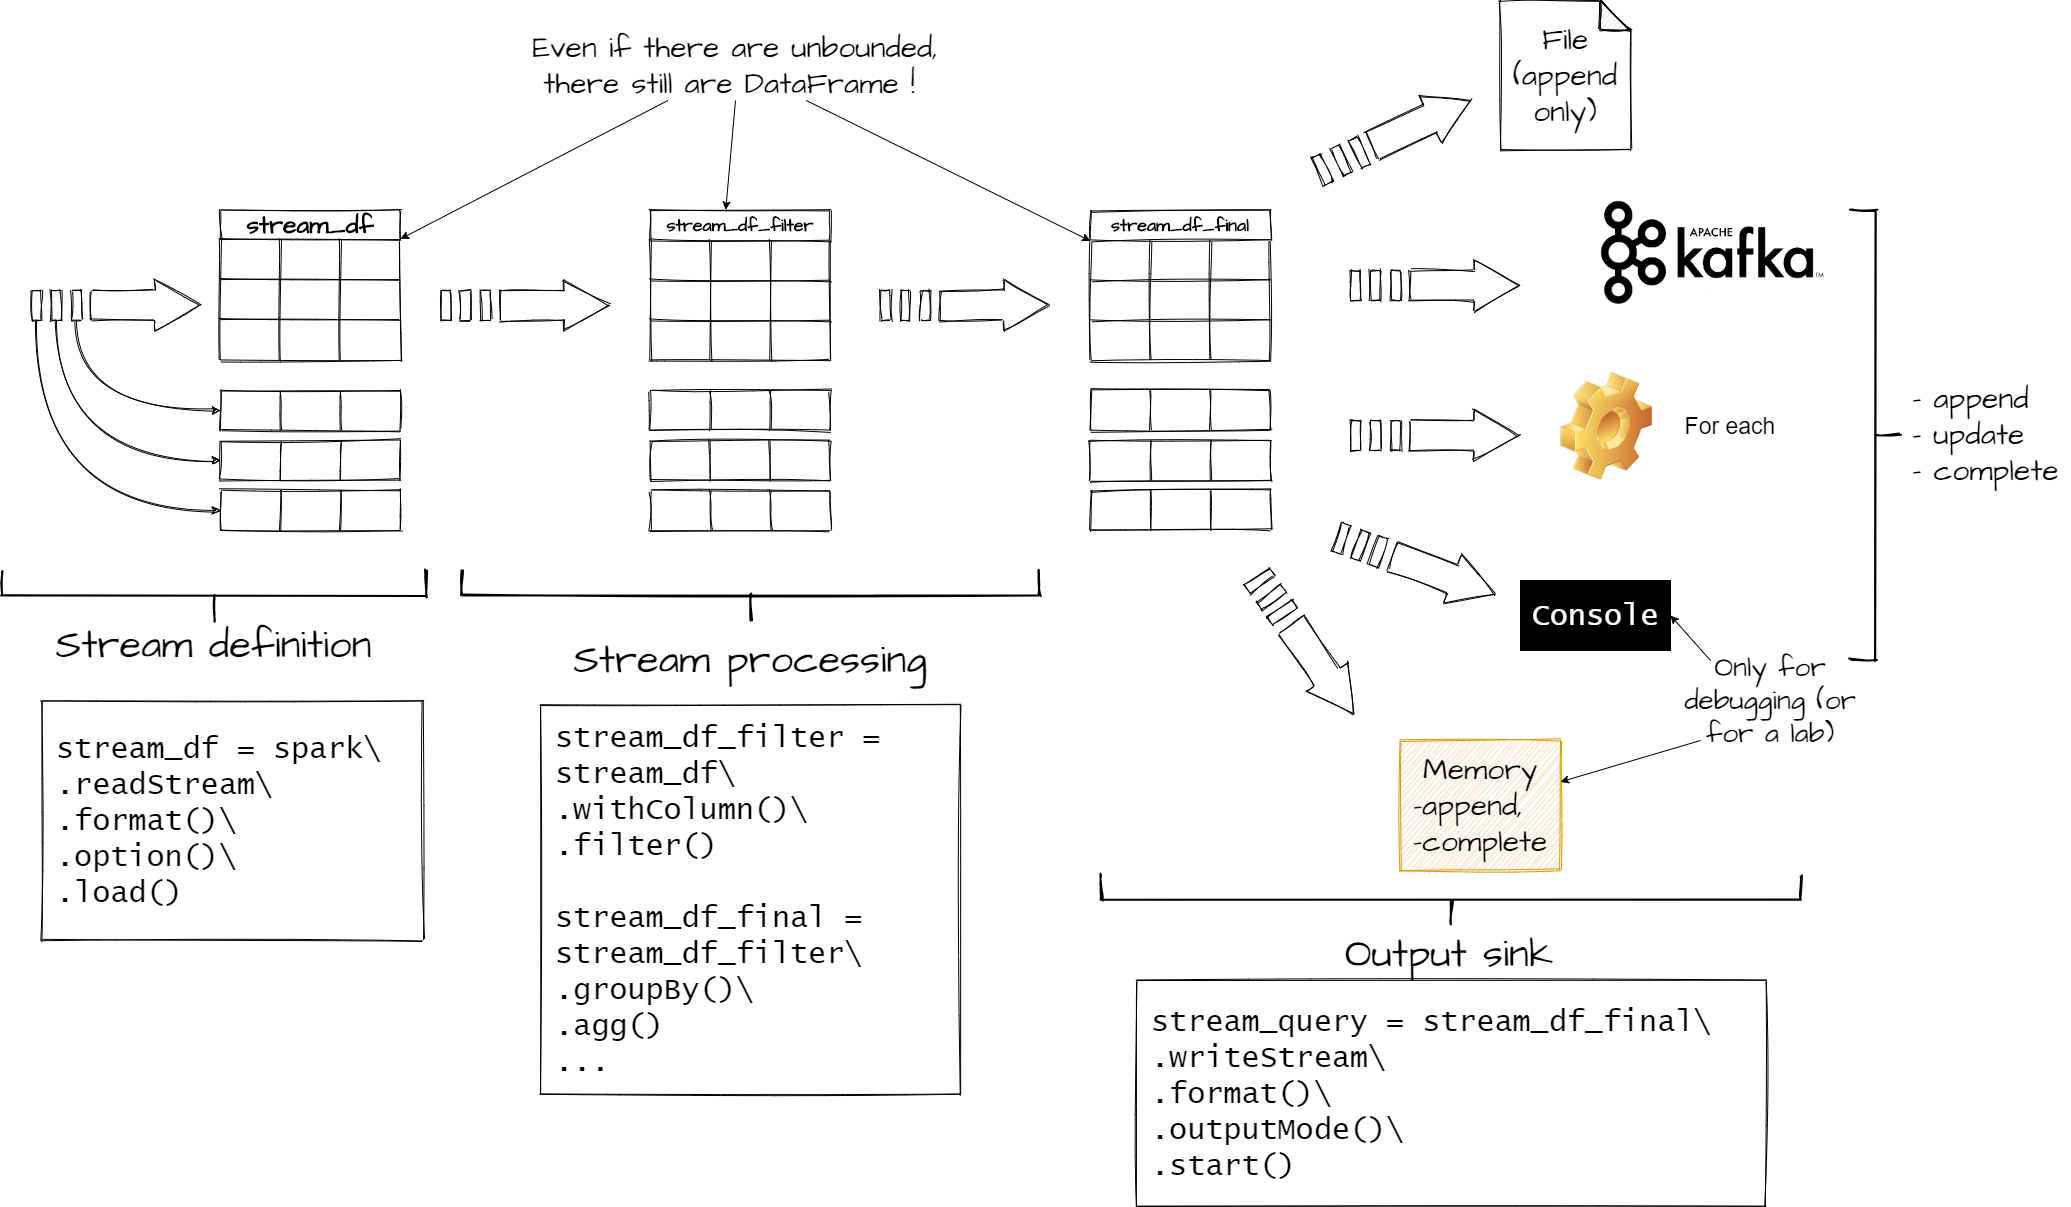 Even if there are unbounded,
there still are DataFrame !
File
(append
only)
stream_df
stream_df_filter
stream_df_final
APACHE
kafka™
For each
- append
- update
- complete
Console
Only for
debugging (or
for a lab)
Memory
-append,
-complete
Stream definition
stream_df = spark\
.readStream\
.format()\
.option()\
.load()
Stream processing
stream_df_filter =
stream_df\
.withColumn()\
.filter()
stream_df_final =
stream_df_filter\
.groupBy()\
.agg()
...
Output sink
stream_query = stream_df_final\
.writeStream\
.format()\
.outputMode()\
.start()